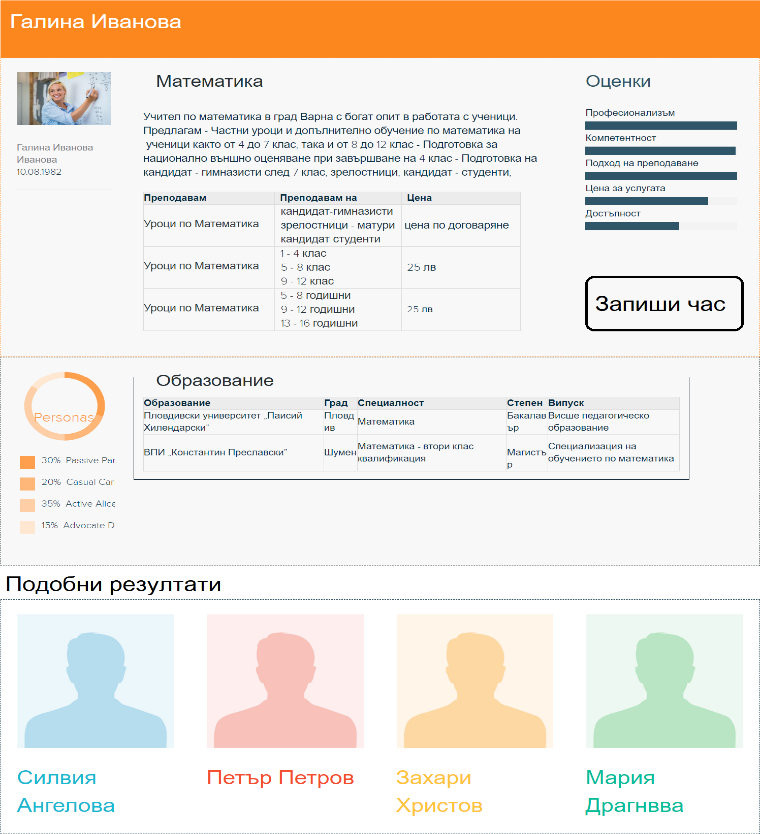 Галина Иванова
Галина Иванова
Иванова
10.08.1982
Математика
Учител по математика в град Варна с богат опит в работата с ученици.
Предлагам - Частни уроци и допълнително обучение по математика на
ученици както от 4 до 7 клас, така и от 8 до 12 клас - Подготовка за
национално външно оценяване при завършване на 4 клас - Подготовка на
кандидат - гимназисти след 7 клас, зрелостници, кандидат - студенти,
Преподавам Преподавам на Цена
Уроци по Математика
кандидат-гимназисти
зрелостници - матури
кандидат студенти
цена по договаряне
Уроци по Математика
1 - 4 клас
5 - 8 клас
9 - 12 клас
25 лв
Уроци по Математика
5 - 8 годишни
9 - 12 годишни
13 - 16 годишни
25 лв
Оценки
Професионализъм
Компетентност
Подход на преподаване
Цена за услугата
Достъпност
Запиши час
Personas
30% Passive Par
20% Casual Car
35% Active Alice
15% Advocate D
Образование
Образование Град Специалност Степен Випуск
Пловдивски университет „Паисий
Хилендарски"
Пловд
ив
Математика
Бакалав
ър
Висше педагогическо
образование
ВПИ „Константин Преславски"
Шумен
Математика - втори клас
квалификация
Магистъ
р
Специализация на
обучението по математика
Подобни резултати
Силвия
Ангелова
Петър Петров
Захари
Христов
Мария
Драгнвва